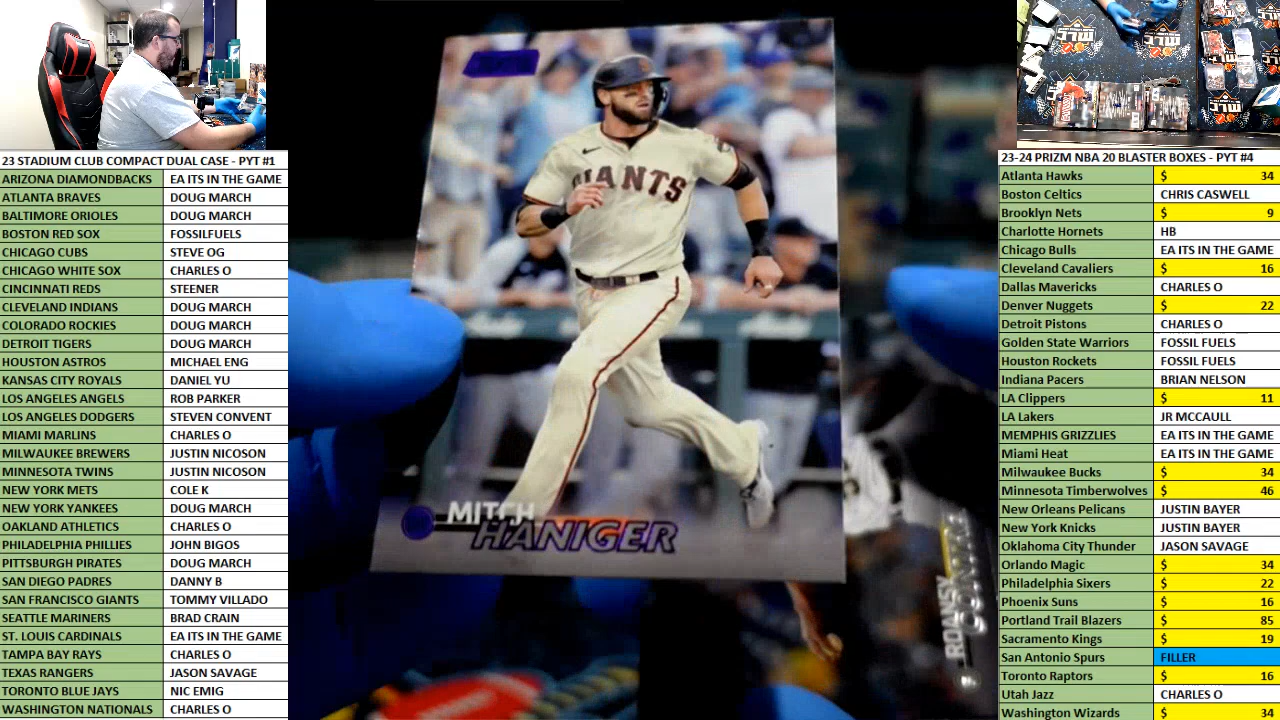 23 STADIUM CLUB COMPACT DUAL CASE - PYT #1
ARIZONA DIAMONDBACKS EA ITS IN THE GAME
ATLANTA BRAVES DOUG MARCH
BALTIMORE ORIOLES DOUG MARCH
BOSTON RED SOX FOSSILFUELS
CHICAGO CUBS STEVE OG
CHICAGO WHITE SOX CHARLES O
CINCINNATI REDS STEENER
CLEVELAND INDIANS DOUG MARCH
COLORADO ROCKIES DOUG MARCH
DETROIT TIGERS DOUG MARCH
HOUSTON ASTROS MICHAEL ENG
KANSAS CITY ROYALS DANIEL YU
LOS ANGELES ANGELS ROB PARKER
LOS ANGELES DODGERS STEVEN CONVENT
MIAMI MARLINS CHARLES O
MILWAUKEE BREWERS JUSTIN NICOSON
MINNESOTA TWINS JUSTIN NICOSON
NEW YORK METS COLE K
NEW YORK YANKEES DOUG MARCH
OAKLAND ATHLETICS CHARLES O
PHILADELPHIA PHILLIES JOHN BIGOS
PITTSBURGH PIRATES DOUG MARCH
SAN DIEGO PADRES DANNY B
SAN FRANCISCO GIANTS TOMMY VILLADO
SEATTLE MARINERS BRAD CRAIN
ST. LOUIS CARDINALS EA ITS IN THE GAME
TAMPA BAY RAYS CHARLES O
TEXAS RANGERS JASON SAVAGE
TORONTO BLUE JAYS NIC EMIG
WASHINGTON NATIONALS CHARLES O
GIANTS
MITCH
HANIGER
23-24 PRIZM NBA 20 BLASTER BOXES - PYT #4
Atlanta Hawks $ 34
Boston Celtics CHRIS CASWELL
Brooklyn Nets $ 9
Charlotte Hornets HB
Chicago Bulls EA ITS IN THE GAME
Cleveland Cavaliers $ 16
Dallas Mavericks CHARLES O
Denver Nuggets $ 22
Detroit Pistons CHARLES O
Golden State Warriors FOSSIL FUELS
Houston Rockets FOSSIL FUELS
Indiana Pacers BRIAN NELSON
LA Clippers $ 11
LA Lakers JR MCCAULL
MEMPHIS GRIZZLIES EA ITS IN THE GAME
Miami Heat EA ITS IN THE GAME
Milwaukee Bucks $ 34
Minnesota Timberwolves $ 46
New Orleans Pelicans JUSTIN BAYER
New York Knicks JUSTIN BAYER
Oklahoma City Thunder JASON SAVAGE
Orlando Magic $ 34
Philadelphia Sixers $ 22
Phoenix Suns $ 16
Portland Trail Blazers $ 85
Sacramento Kings $ 19
San Antonio Spurs FILLER
Toronto Raptors $ 16
Utah Jazz CHARLES O
Washington Wizards $ 34